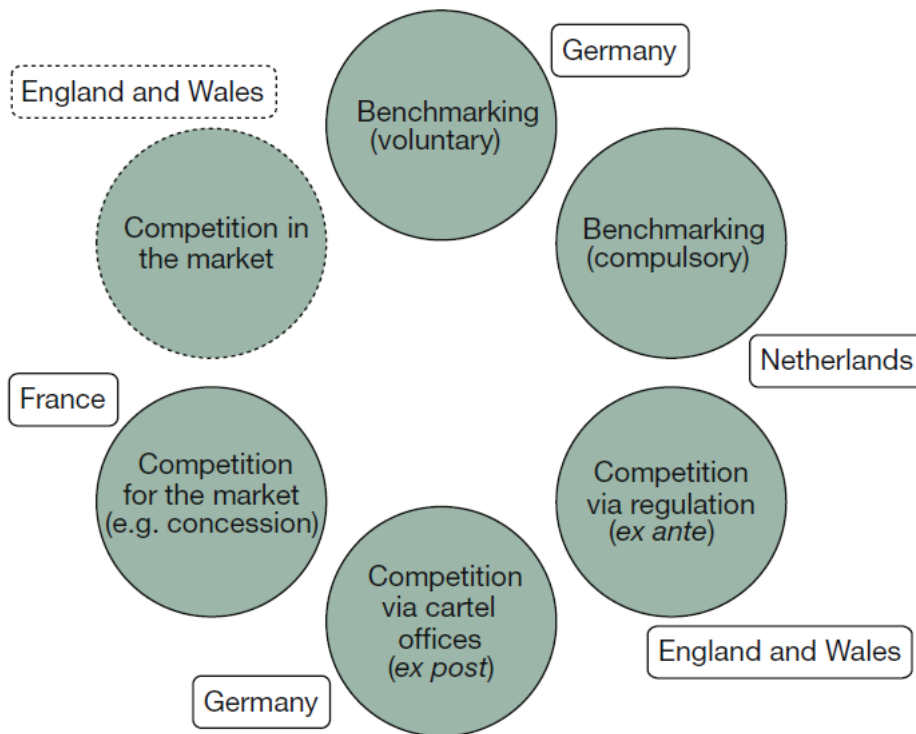 Germany
England and Wales
Benchmarking
(voluntary)
Competition in
the market
Benchmarking
(compulsory)
Netherlands
France
Competition
for the market
(e.g. concession)
Competition
via regulation
(ex ante)
Competition
via cartel
offices
(ex post)
England and Wales
Germany